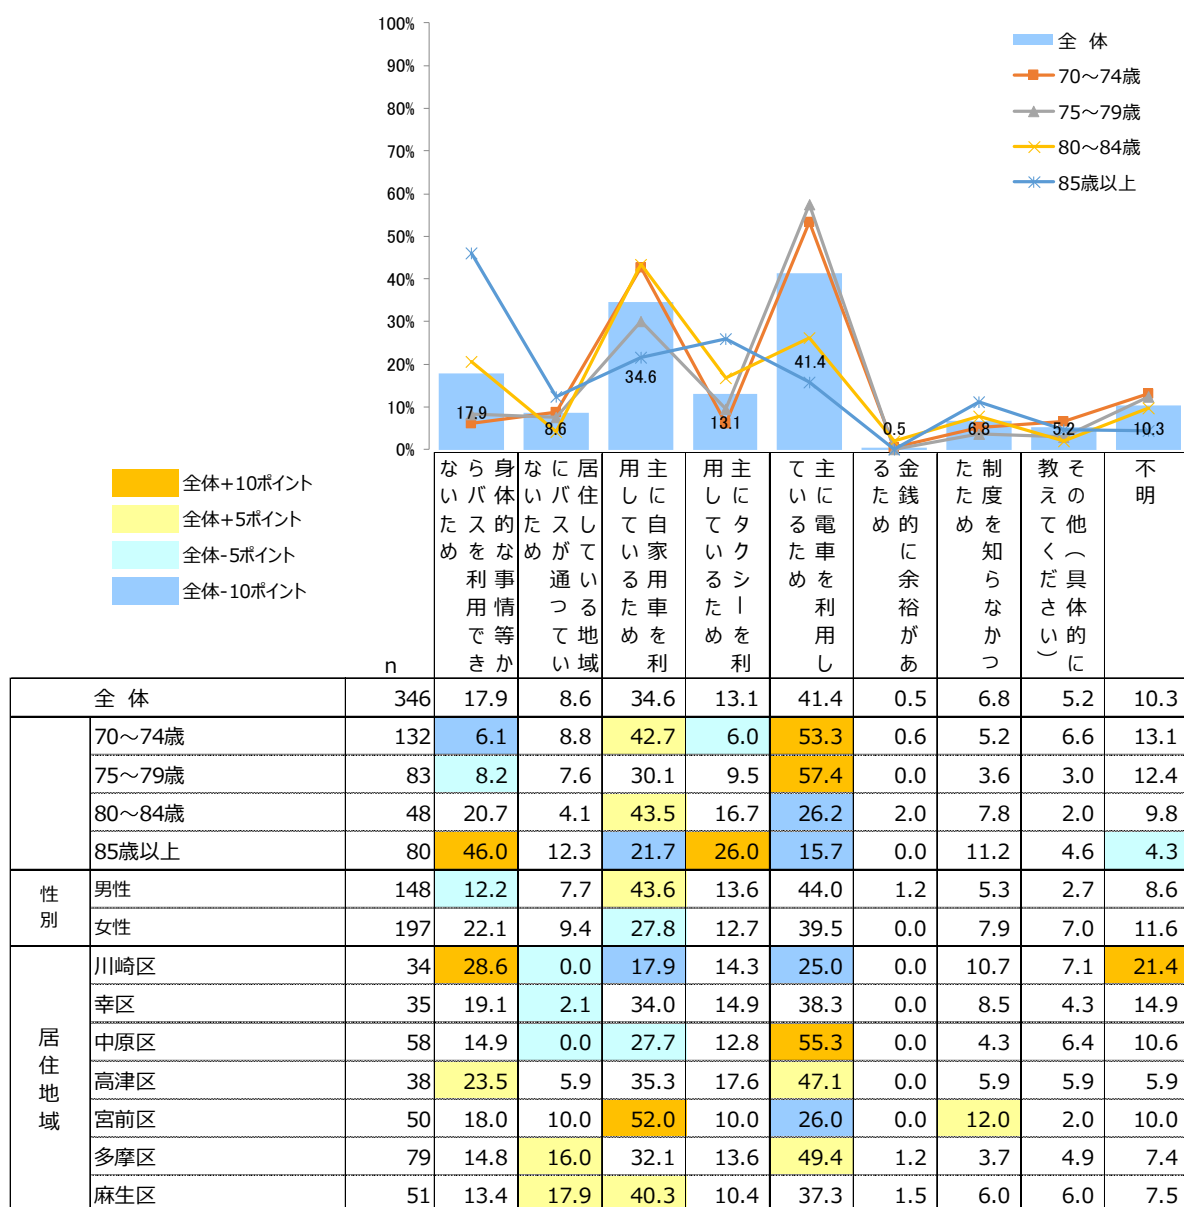 100%
90%
80%
70%
60%
50%
40%
30%
20%
10%
0%
全 体
70～74歳
75～79歳
80～84歳
85歳以上
17.9
8.6
34.6
13.1
41.4
0.5
6.8
5.2
10.3
全体+10ポイント
全体+5ポイント
全体-5ポイント
全体-10ポイント
n
身体的な事情等か
らバスを利用でき
ないため
居住している地域
にバスが通つてい
ないため
主に自家用車を利
用しているため
主にタクシーを利
用しているため
主に電車を利用し
ているため
金銭的に余裕があ
るため
制度を知らなかつ
たため
その他（具体的に
教えてください）
不明
全 体 346 17.9 8.6 34.6 13.1 41.4 0.5 6.8 5.2 10.3
70～74歳 132 6.1 8.8 42.7 6.0 53.3 0.6 5.2 6.6 13.1
75～79歳 83 8.2 7.6 30.1 9.5 57.4 0.0 3.6 3.0 12.4
80～84歳 48 20.7 4.1 43.5 16.7 26.2 2.0 7.8 2.0 9.8
85歳以上 80 46.0 12.3 21.7 26.0 15.7 0.0 11.2 4.6 4.3
性別
男性 148 12.2 7.7 43.6 13.6 44.0 1.2 5.3 2.7 8.6
女性 197 22.1 9.4 27.8 12.7 39.5 0.0 7.9 7.0 11.6
居住地域
川崎区 34 28.6 0.0 17.9 14.3 25.0 0.0 10.7 7.1 21.4
幸区 35 19.1 2.1 34.0 14.9 38.3 0.0 8.5 4.3 14.9
中原区 58 14.9 0.0 27.7 12.8 55.3 0.0 4.3 6.4 10.6
高津区 38 23.5 5.9 35.3 17.6 47.1 0.0 5.9 5.9 5.9
宮前区 50 18.0 10.0 52.0 10.0 26.0 0.0 12.0 2.0 10.0
多摩区 79 14.8 16.0 32.1 13.6 49.4 1.2 3.7 4.9 7.4
麻生区 51 13.4 17.9 40.3 10.4 37.3 1.5 6.0 6.0 7.5